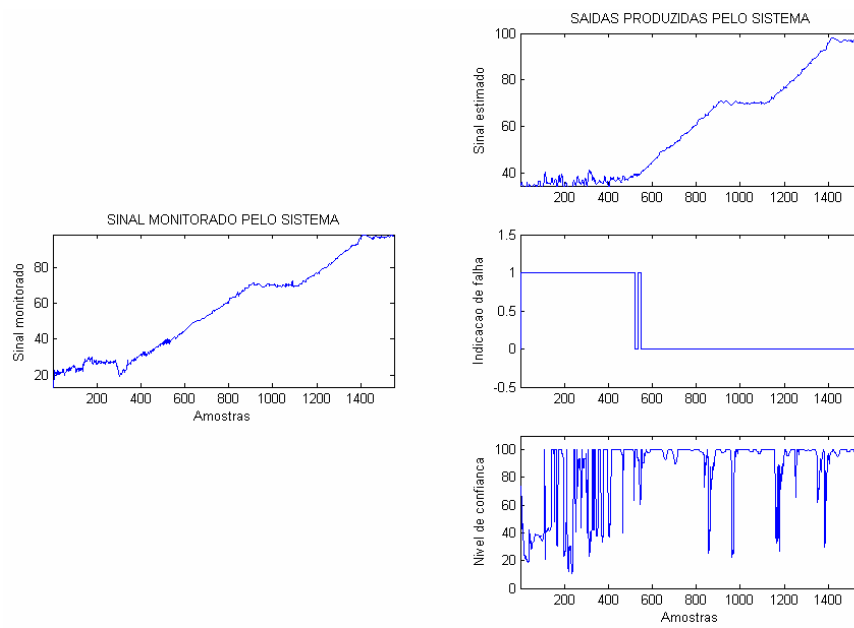 SINAL MONITORADO PELO SISTEMA
Sinal monitorado
80
60
40
20
200 400 600 800 1000 1200 1400
Amostras
SAIDAS PRODUZIDAS PELO SISTEMA
Sinal estimado
100
80
60
40
200 400 600 800 1000 1200 1400
Indicacao de falha
1.5
1
0.5
0
-0.5
200 400 600 800 1000 1200 1400
Nivel de confianca
100
80
60
40
20
0
200 400 600 800 1000 1200 1400
Amostras